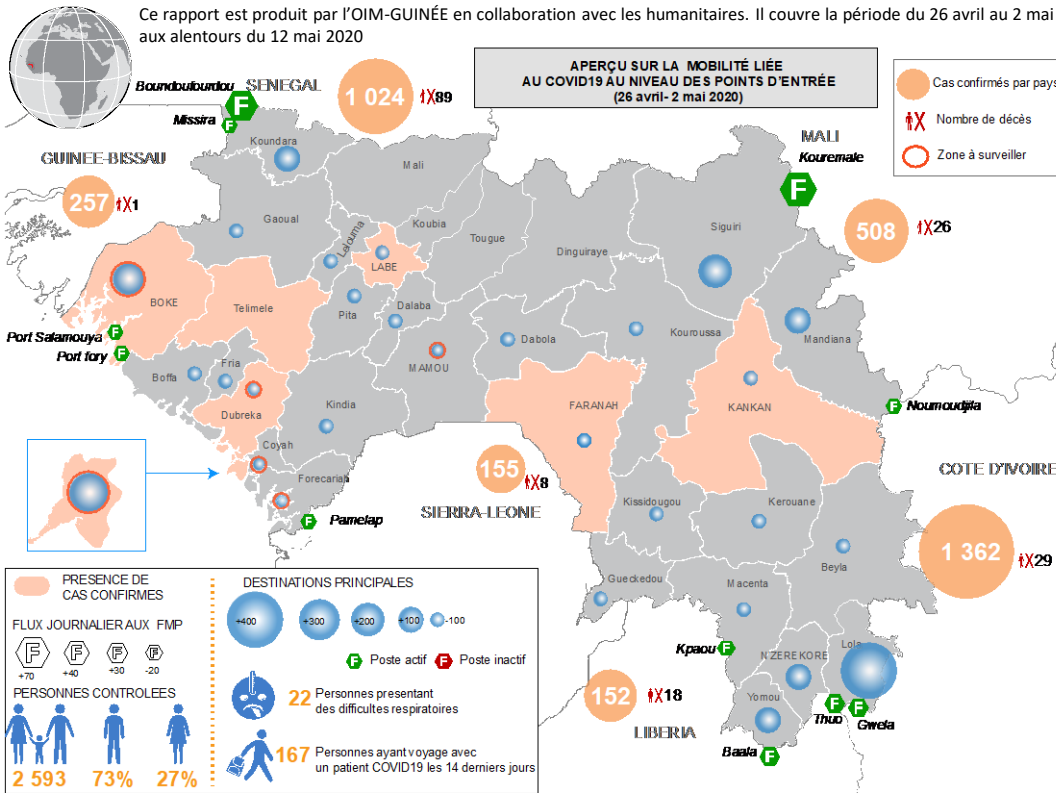 Ce rapport est produit par l'OIM-GUINÉE en collaboration avec les humanitaires. Il couvre la période du 26 avril au 2 mai
aux alentours du 12 mai 2020
APERÇU SUR LA MOBILITÉ LIÉE
AU COVID19 AU NIVEAU DES POINTS D'ENTRÉE
(26 avril- 2 mai 2020)
Cas confirmés par pays
Nombre de décès
Zone à surveiller
Boundoufourdou
SENEGAL
1 024
89
F
Missira
F
Koundara
GUINEE-BISSAU
257
1
MALI
Kouremale
F
508
26
Mali
Gaoual
Koubia
Lelouma
Tougue
Siguiri
Dinguiraye
LABE
BOKE
Telimele
Pita
Dalaba
Port Salamouya
F
Port fory
F
Dabola
Kouroussa
Mandiana
Fria
Boffa
MAMOU
Dubreka
Kindia
FARANAH
KANKAN
F
Noumoudjila
Coyah
Forecariah
155
8
COTE D'IVOIRE
SIERRA-LEONE
F
Pamelap
Kissidougou
Kerouane
1 362
29
Beyla
Gueckedou
Macenta
Kpaou
F
N'ZEREKORE
Lola
152
18
LIBERIA
Yomou
F
Thuo
F
Gwela
Baala
F
PRESENCE DE
CAS CONFIRMES
FLUX JOURNALIER AUX FMP
F F F F
+70 +40 +30 -20
PERSONNES CONTROLEES
2 593 73% 27%
DESTINATIONS PRINCIPALES
+400 +300 +200 +100 -100
F Poste actif F Poste inactif
22 Personnes presentant
des difficultes respiratoires
167 Personnes ayant voyage avec
un patient COVID19 les 14 derniers jours